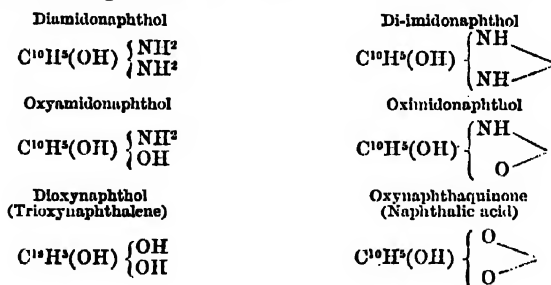 Diamidonaphthol
C¹⁰H⁵(OH) { NH²
NH²
Di-imidonaphthol
C¹⁰H⁵(OH) { NH
NH
Oxyamidonaphthol
C¹⁰H⁵(OH) { NH²
OH
Oximidonaphthol
C¹⁰H⁵(OH) { NH
O
Dioxynaphthol
(Trioxynaphthalene)
C¹⁰H⁵(OH) { OH
OH
Oxynaphthaquinone
(Naphthalic acid)
C¹⁰H⁵(OH) { O
O